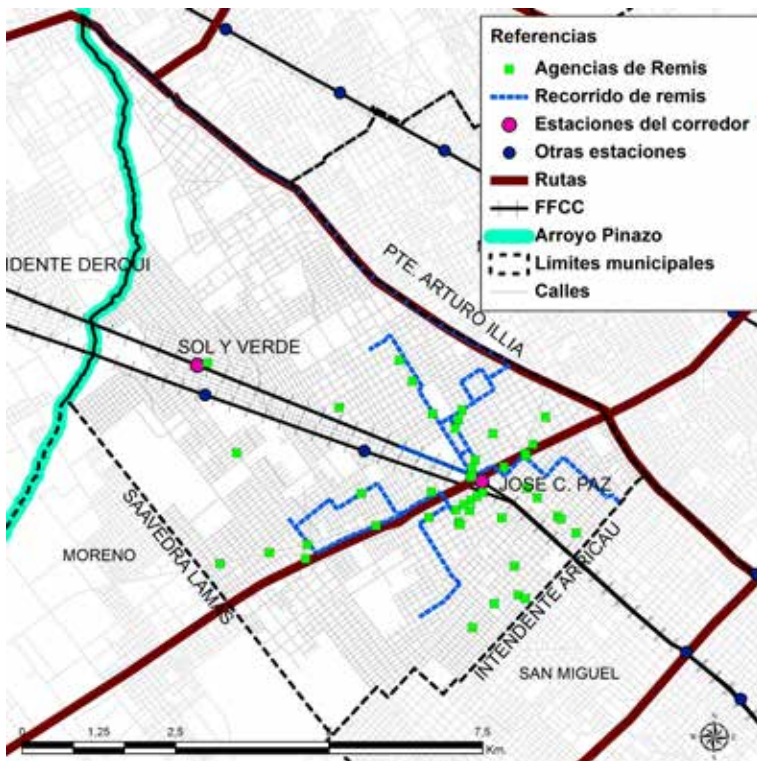 Referencias
Agencias de Remis
Recorrido de remis
Estaciones del corredor
Otras estaciones
Rutas
FFCC
Arroyo Pinazo
Limites municipales
Calles
PTE. ARTURO ILLIA
IDENTE DERQUI
SOL Y VERDE
JOSE C. PAZ
SAAVEDRA LAMAS
MORENO
INTENDENTE ARRICAU
SAN MIGUEL
0 1,25 2,5 5 7,5
Km.